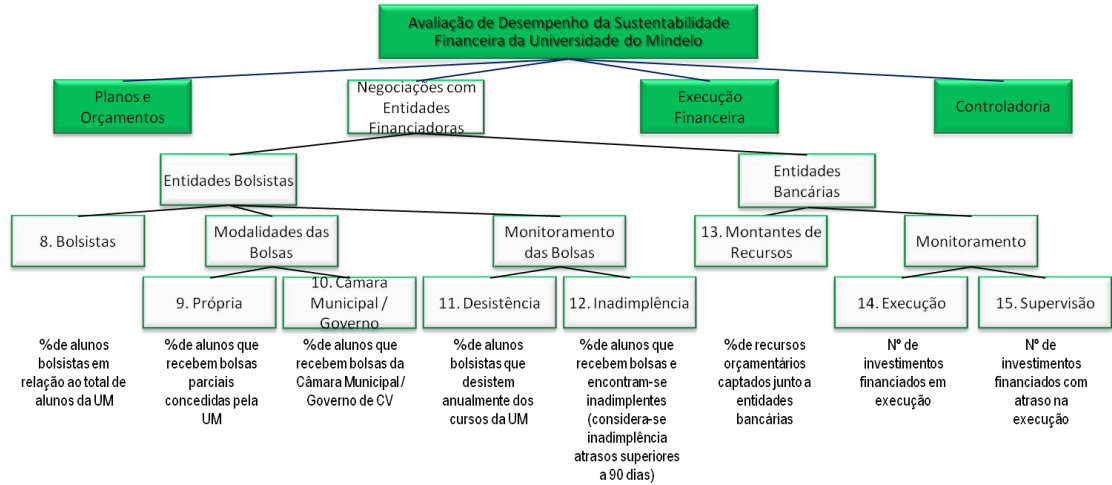 Avaliação de Desempenho da Sustentabilidade
Financeira da Universidade do Mindelo
Planos e
Orçamentos
Negociações com
Entidades
Financiadoras
Execução
Financeira
Controladoria
Entidades Bolsistas
Entidades
Bancárias
8. Bolsistas
Modalidades das
Bolsas
Monitoramento
das Bolsas
13. Montantes de
Recursos
Monitoramento
9. Própria
10. Câmara
Municipal /
Governo
11. Desistência
12. Inadimplência
14. Execução
15. Supervisão
%de alunos
bolsistas em
relação ao total de
alunos da UM
%de alunos que
recebem bolsas
parciais
concedidas pela
UM
%de alunos que
recebem bolsas da
Câmara Municipal /
Governo de CV
%de alunos
bolsistas que
desistem
anualmente dos
cursos da UM
%de alunos que
recebem bolsas e
encontram-se
inadimplentes
(considera-se
inadimplência
atrasos superiores
a 90 dias)
%de recursos
orçamentários
captados junto a
entidades
bancárias
Nº de
investimentos
financiados em
execução
Nº de
investimentos
financiados com
atraso na
execução